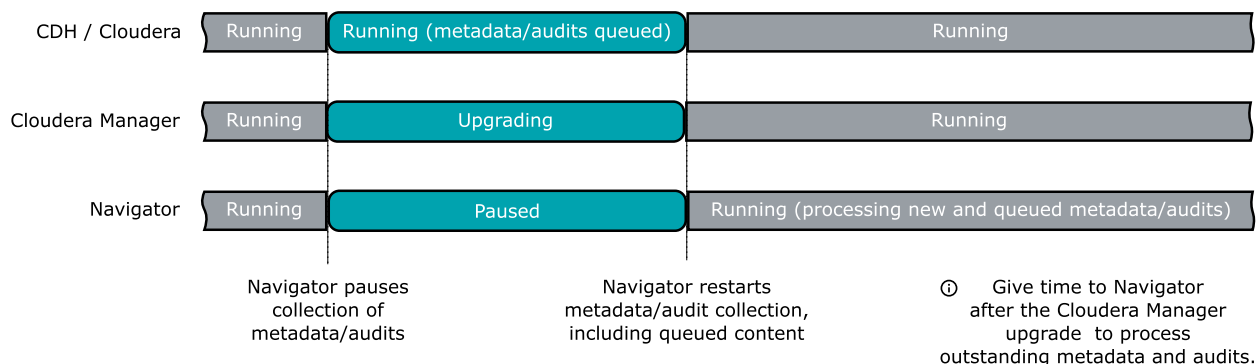 CDH / Cloudera Running Running (metadata/audits queued) Running
Cloudera Manager Running Upgrading Running
Navigator Running Paused Running (processing new and queued metadata/audits)
Navigator pauses
collection of
metadata/audits
Navigator restarts
metadata/audit collection,
including queued content
Give time to Navigator
after the Cloudera Manager
upgrade to process
outstanding metadata and audits.